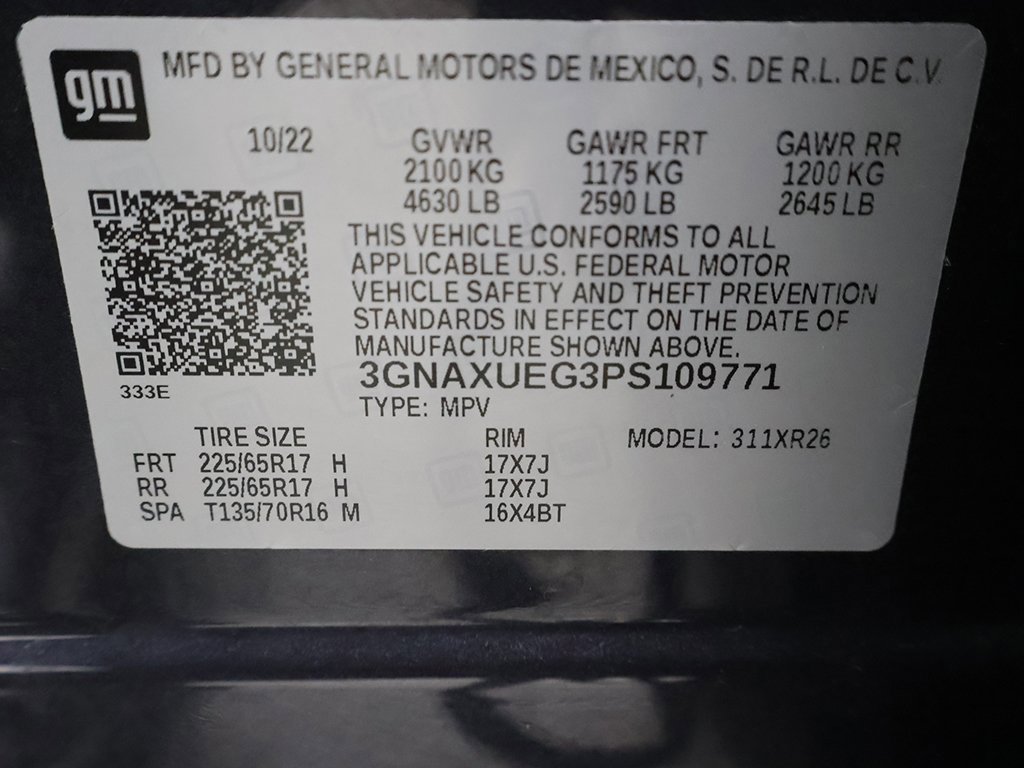 gm
MFD BY GENERAL MOTORS DE MEXICO, S. DE R.L. DE C.V.
10/22 GVWR GAWR FRT GAWR RR
2100 KG 1175 KG 1200 KG
4630 LB 2590 LB 2645 LB
THIS VEHICLE CONFORMS TO ALL
APPLICABLE U.S. FEDERAL MOTOR
VEHICLE SAFETY AND THEFT PREVENTION
STANDARDS IN EFFECT ON THE DATE OF
MANUFACTURE SHOWN ABOVE.
3GNAXUEG3PS109771
333E
TYPE: MPV
TIRE SIZE RIM MODEL: 311XR26
FRT 225/65R17 H 17X7J
RR 225/65R17 H 17X7J
SPA T135/70R16 M 16X4BT